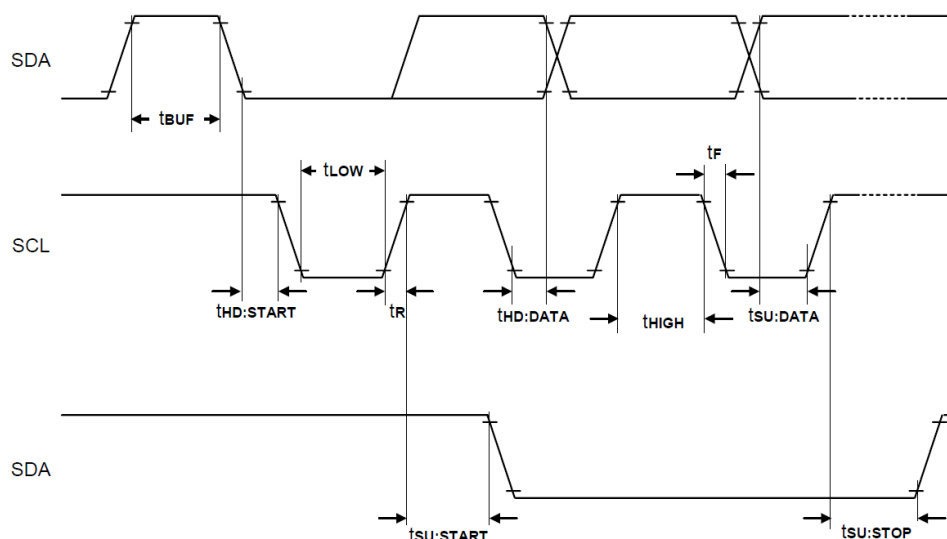 SDA
tBUF
tLOW
tF
SCL
tHD:START
tR
tHD:DATA
tHIGH
tSU:DATA
SDA
tSU:START
tSU:STOP